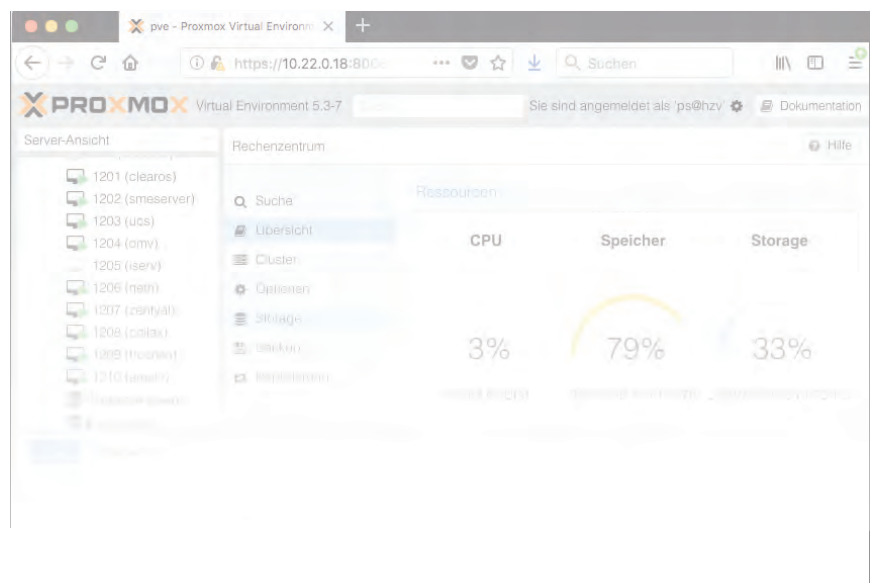 pve - Proxmox Virtual Environm
https://10.22.0.18:800
Suchen
PROXMOX Virtual Environment 5.3-7
Sie sind angemeldet als 'ps@hzv'
Dokumentation
Server-Ansicht
Rechenzentrum
Hilfe
1201 (clearos)
1202 (smeserver)
1203 (ucs)
1204 (omv)
1205 (iserv)
1206 (neth)
1207 (zentyal)
Suche
Übersicht
Cluster
Optionen
Storage
Ressourcen
CPU
Speicher
Storage
3%
79%
33%